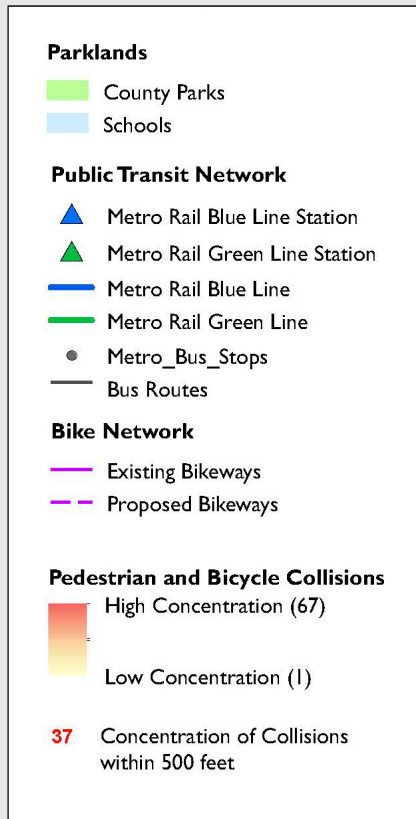 Parklands
County Parks
Schools
Public Transit Network
Metro Rail Blue Line Station
Metro Rail Green Line Station
Metro Rail Blue Line
Metro Rail Green Line
Metro_Bus_Stops
Bus Routes
Bike Network
Existing Bikeways
Proposed Bikeways
Pedestrian and Bicycle Collisions
High Concentration (67)
Low Concentration (1)
37 Concentration of Collisions
within 500 feet